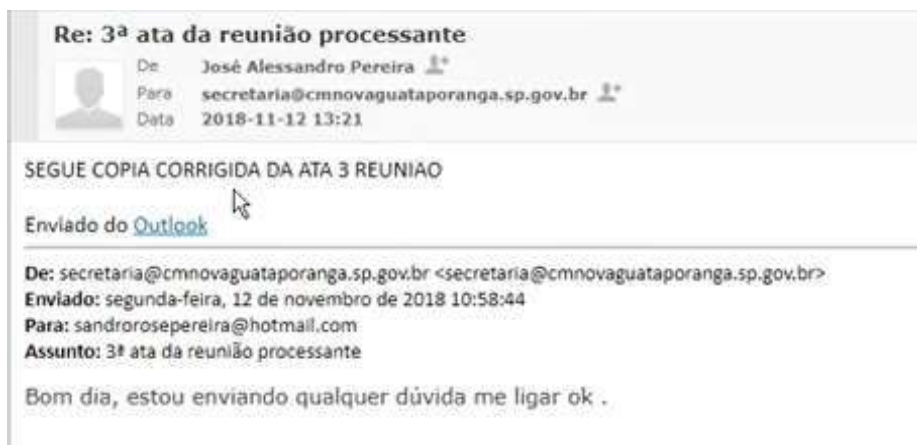 Re: 3ª ata da reunião processante
De José Alessandro Pereira
Para secretaria@cmnovaguataporanga.sp.gov.br
Data 2018-11-12 13:21
SEGUE COPIA CORRIGIDA DA ATA 3 REUNIAO
Enviado do Outlook
De: secretaria@cmnovaguataporanga.sp.gov.br <secretaria@cmnovaguataporanga.sp.gov.br>
Enviado: segunda-feira, 12 de novembro de 2018 10:58:44
Para: sandrorosepereira@hotmail.com
Assunto: 3ª ata da reunião processante
Bom dia, estou enviando qualquer dúvida me ligar ok .